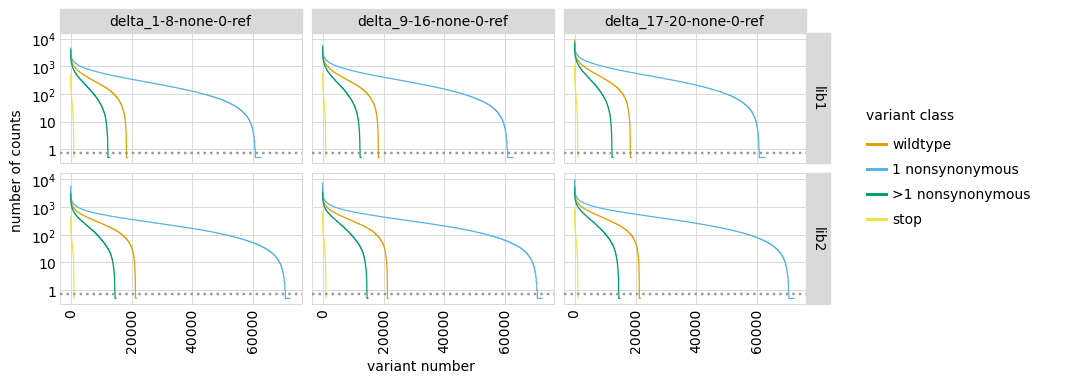 delta_1-8-none-0-ref
delta_9-16-none-0-ref
delta_17-20-none-0-ref
number of counts
10⁴
10³
10²
10
1
lib1
10⁴
10³
10²
10
1
lib2
0
20000
40000
60000
0
20000
40000
60000
0
20000
40000
60000
variant number
variant class
wildtype
1 nonsynonymous
>1 nonsynonymous
stop